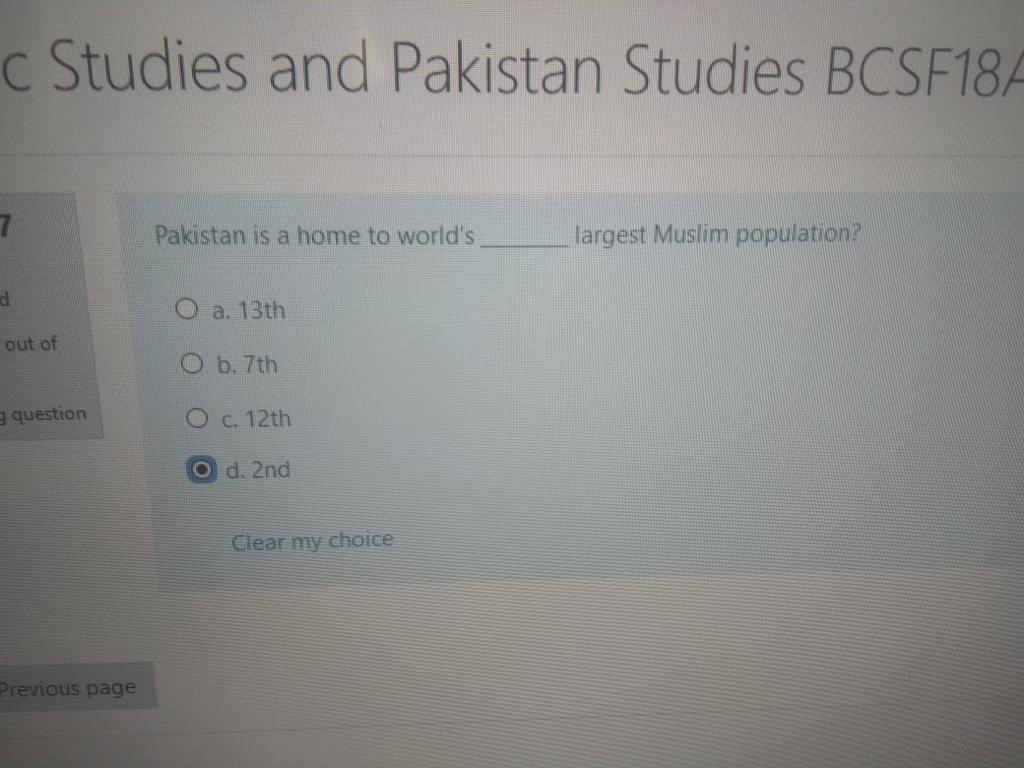 c Studies and Pakistan Studies BCSF18A
7
d
out of
g question
Pakistan is a home to world's ________ largest Muslim population?
a. 13th
b. 7th
c. 12th
d. 2nd
Clear my choice
Previous page